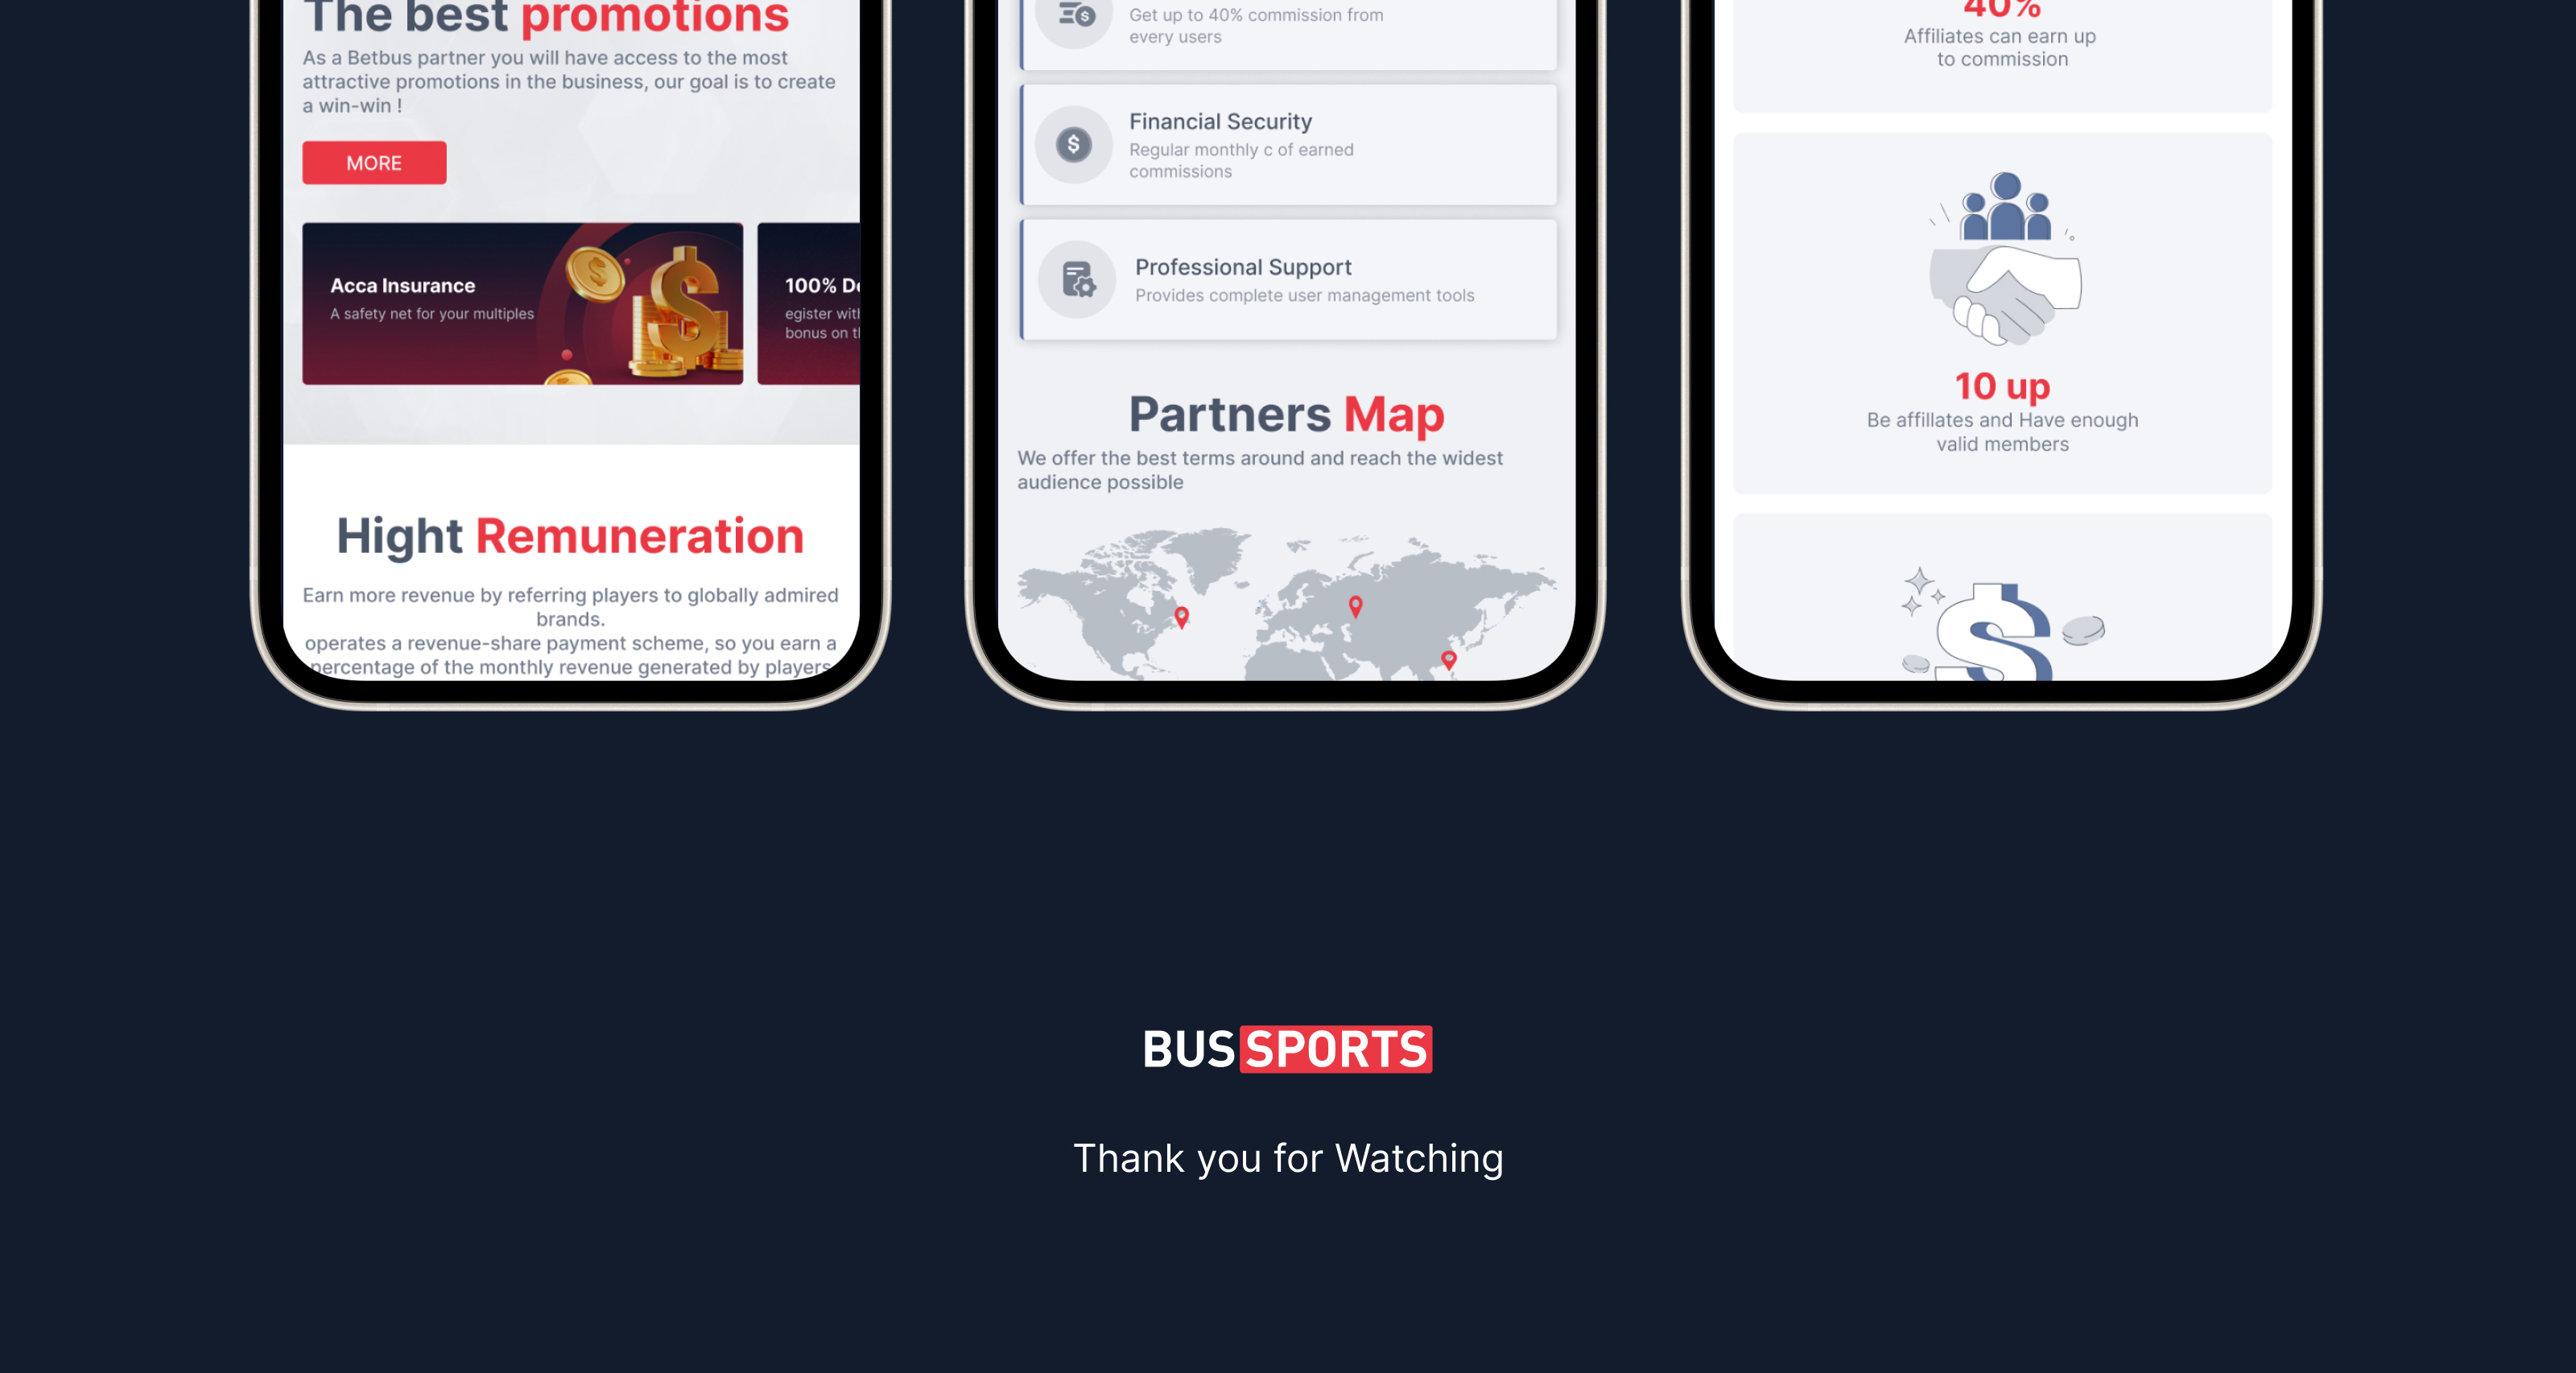 The best promotions
As a Betbus partner you will have access to the most
attractive promotions in the business, our goal is to create
a win-win !
MORE
Acca Insurance
A safety net for your multiples
100% De
egister with
bonus on th
Hight Remuneration
Earn more revenue by referring players to globally admired
brands.
operates a revenue-share payment scheme, so you earn a
percentage of the monthly revenue generated by players
Get up to 40% commission from
every users
Financial Security
Regular monthly c of earned
commissions
Professional Support
Provides complete user management tools
Partners Map
We offer the best terms around and reach the widest
audience possible
40%
Affiliates can earn up
to commission
10 up
Be affiliates and Have enough
valid members
BUS SPORTS
Thank you for Watching